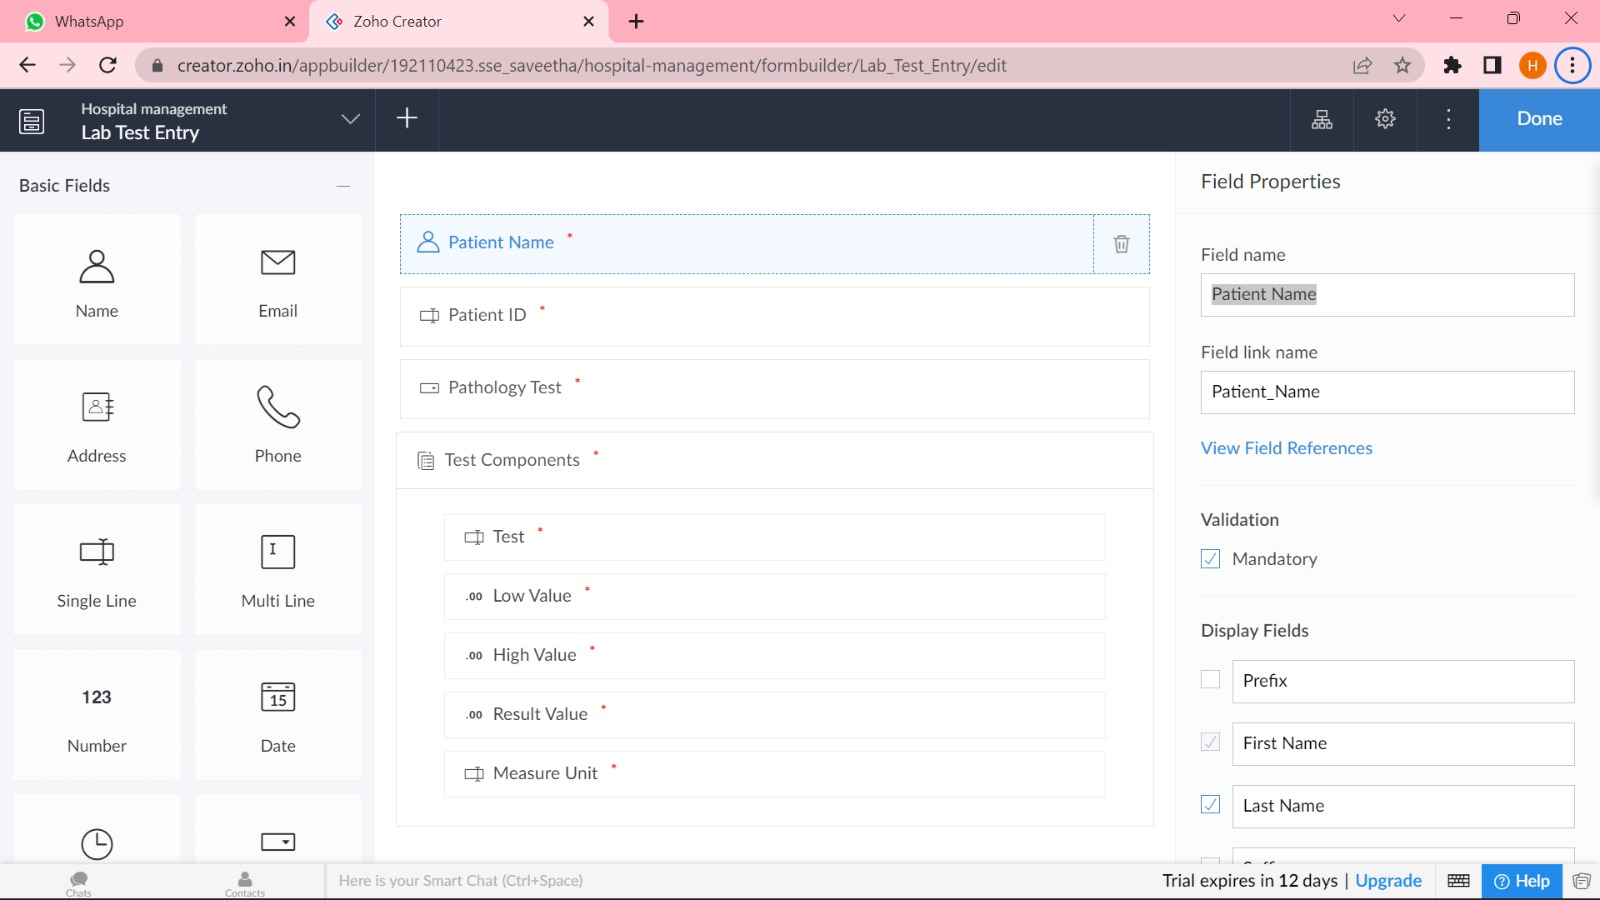 WhatsApp
Zoho Creator
creator.zoho.in/appbuilder/192110423.sse_saveetha/hospital-management/formbuilder/Lab_Test_Entry/edit
H
Hospital management
Lab Test Entry
Done
Basic Fields
Name
Email
Address
Phone
Single Line
Multi Line
123
Number
15
Date
Patient Name *
Patient ID *
Pathology Test *
Test Components *
Test *
.00 Low Value *
.00 High Value *
.00 Result Value *
Measure Unit *
Field Properties
Field name
Patient Name
Field link name
Patient_Name
View Field References
Validation
Mandatory
Display Fields
Prefix
First Name
Last Name
Chats
Contacts
Here is your Smart Chat (Ctrl+Space)
Trial expires in 12 days | Upgrade
Help